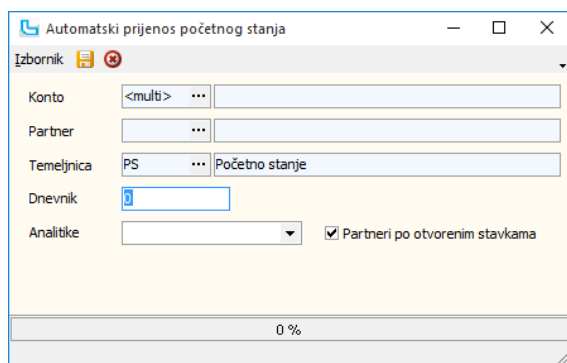 Automatski prijenos početnog stanja
Izbornik
Konto <multi> ...
Partner ...
Temeljnica PS ... Početno stanje
Dnevnik 0
Analitike Partneri po otvorenim stavkama
0 %